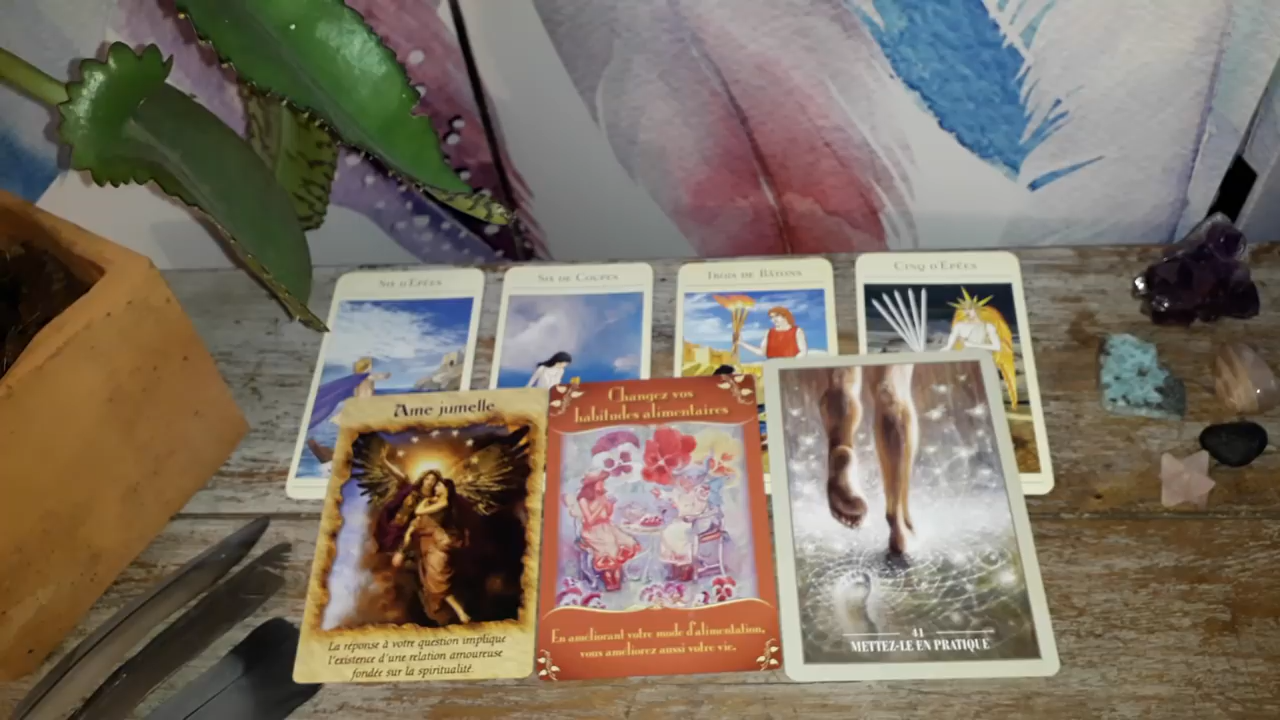 SIX D'ÉPÉES
SIX DE COUPES
TROIS DE BÂTONS
CINQ D'ÉPÉES
Ame jumelle
La réponse à votre question implique
l'existence d'une relation amoureuse
fondée sur la spiritualité.
Changez vos
habitudes alimentaires
En améliorant votre mode d'alimentation,
vous améliorez aussi votre vie.
41
METTEZ-LE EN PRATIQUE